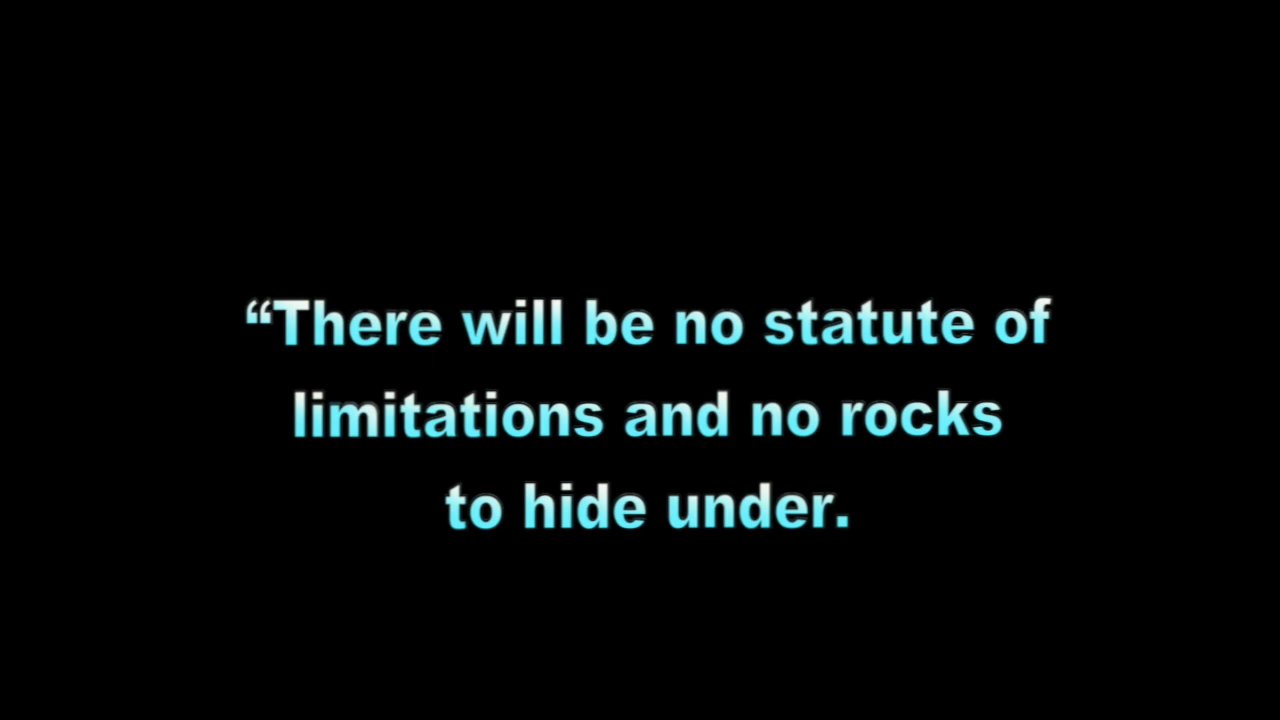 “There will be no statute of
limitations and no rocks
to hide under.